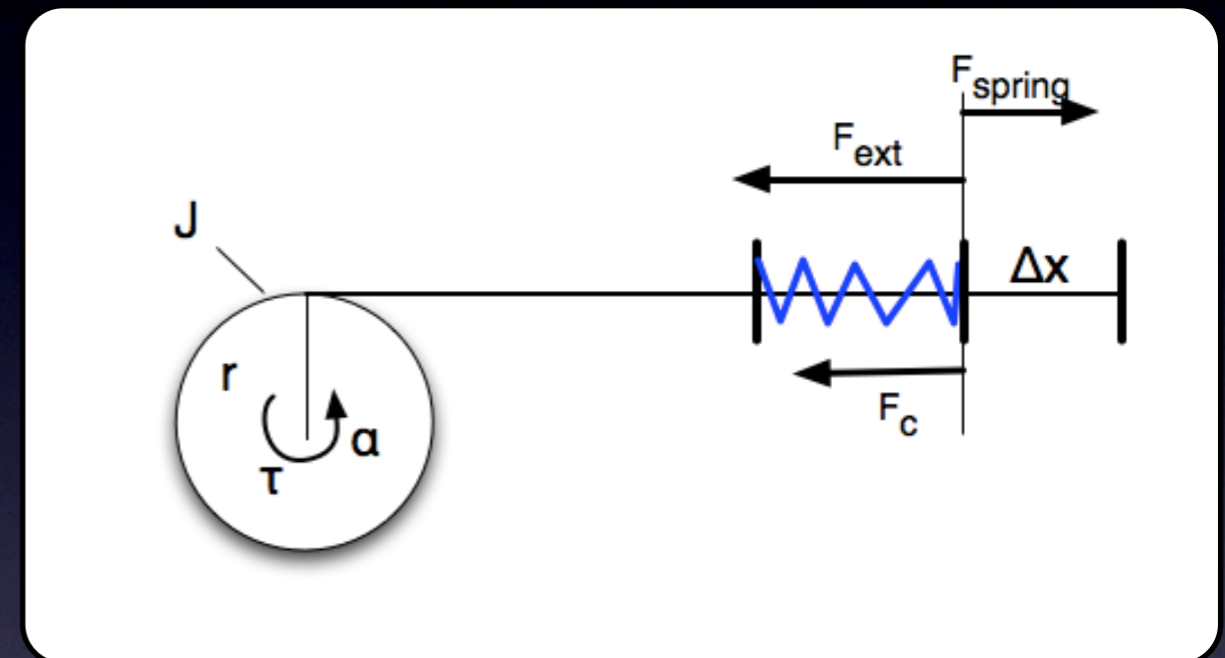 F_spring
F_ext
J
Δx
r
α
τ
F_c